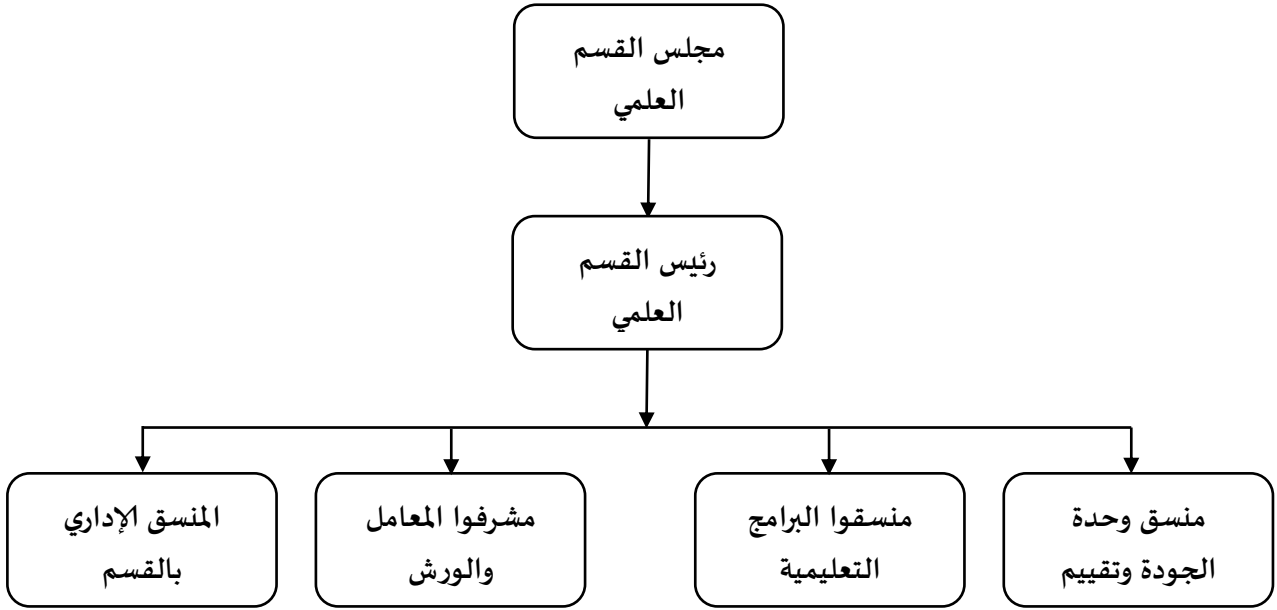 مجلس القسم
العلمي
رئيس القسم
العلمي
منسق وحدة
الجودة وتقييم
منسقوا البرامج
التعليمية
مشرفوا المعامل
والورش
المنسق الإداري
بالقسم